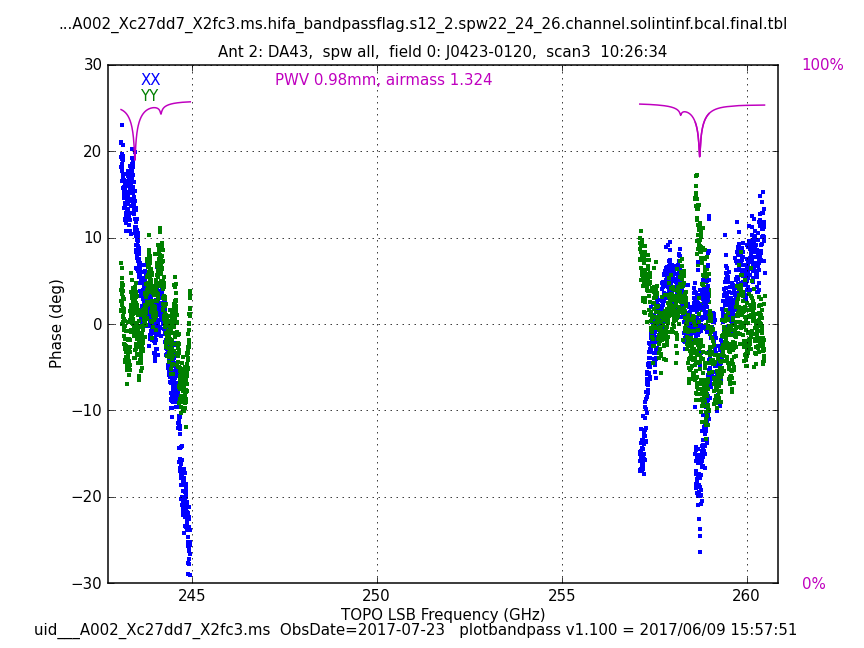 ...A002_Xc27dd7_X2fc3.ms.hifa_bandpassflag.s12_2.spw22_24_26.channel.solintinf.bcal.final.tbl
Ant 2: DA43,  spw all,  field 0: J0423-0120,  scan3  10:26:34
30
XX
PWV 0.98mm, airmass 1.324
100%
YY
20
10
0
−10
−20
−30
0%
Phase (deg)
245
250
255
260
TOPO LSB Frequency (GHz)
uid___A002_Xc27dd7_X2fc3.ms  ObsDate=2017-07-23   plotbandpass v1.100 = 2017/06/09 15:57:51